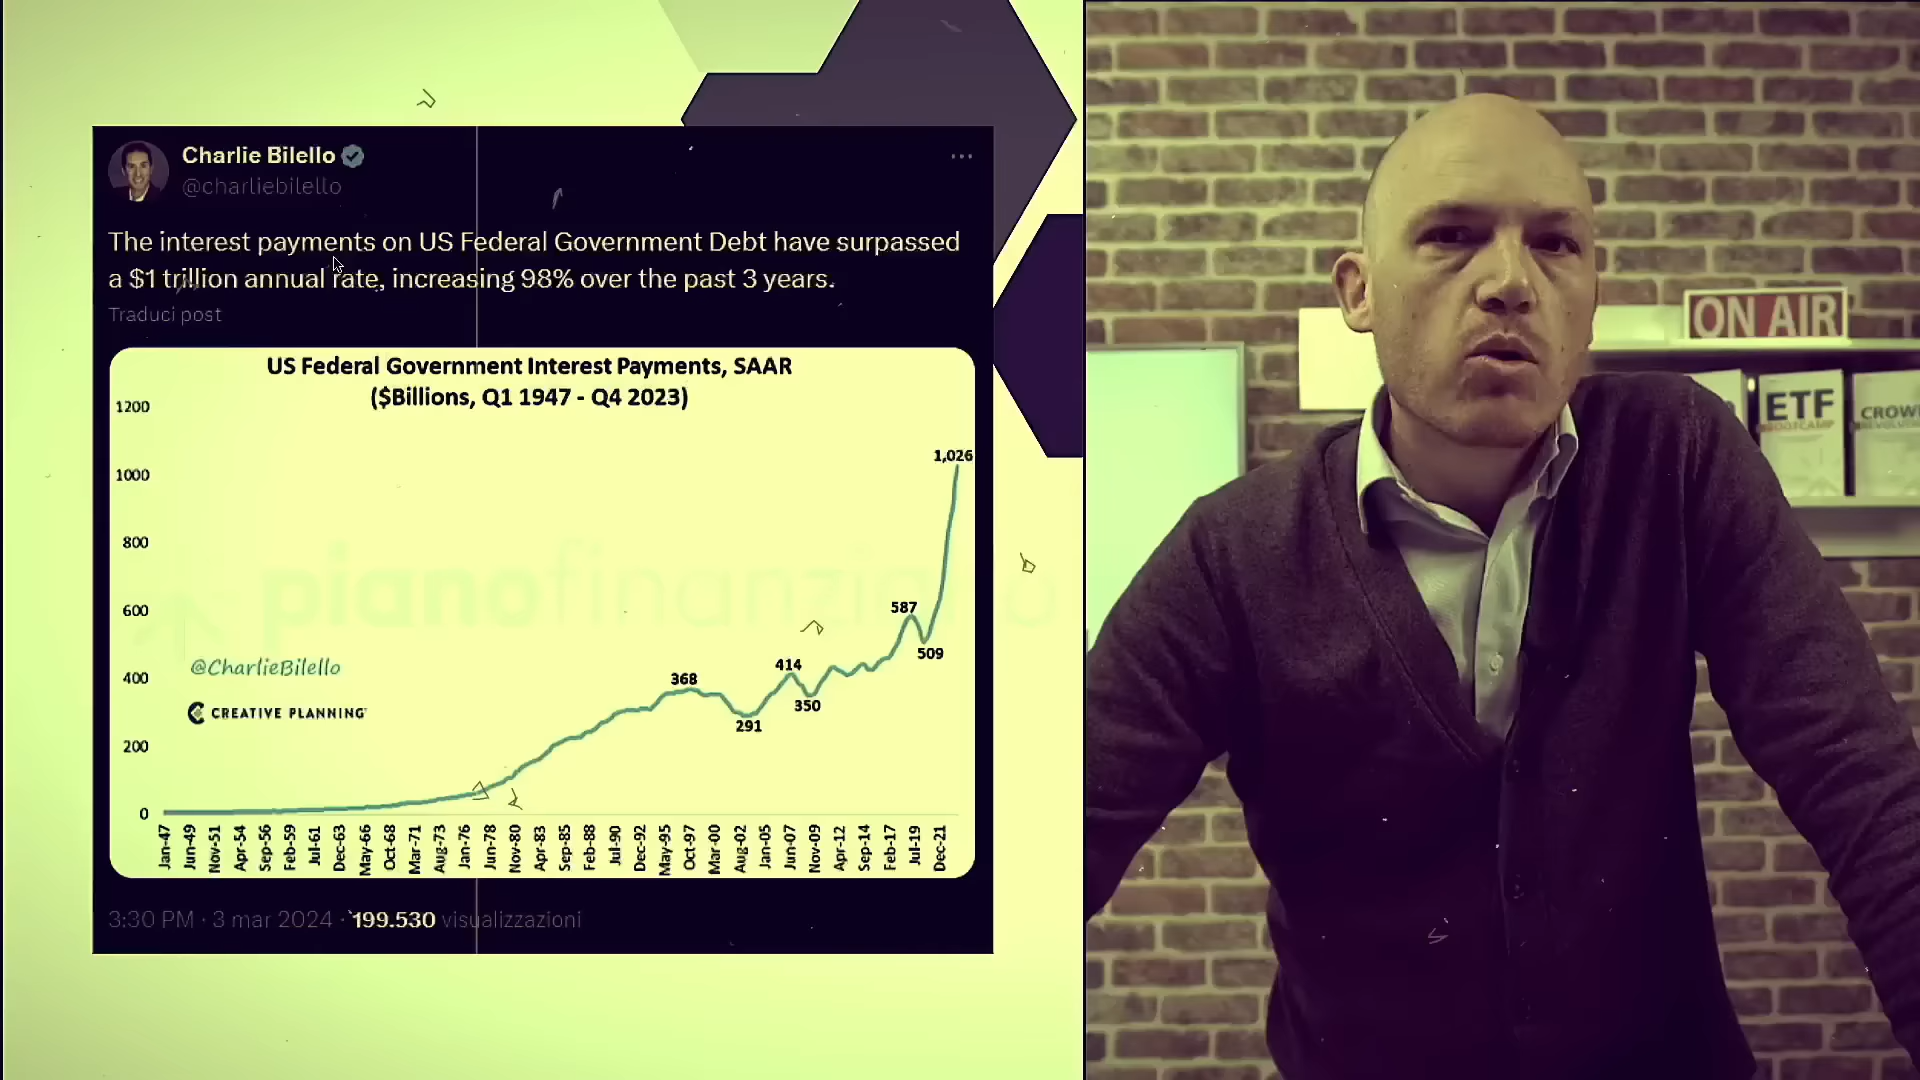 Charlie Bilello
@charliebilello
The interest payments on US Federal Government Debt have surpassed
a $1 trillion annual rate, increasing 98% over the past 3 years.
Traduci post
US Federal Government Interest Payments, SAAR
($Billions, Q1 1947 - Q4 2023)
1200
1000
800
600
400
200
0
1,026
587
509
414
368
350
291
pianofinanziario
@CharlieBilello
CREATIVE PLANNING
Jan-47
Jun-49
Nov-51
Apr-54
Sep-56
Feb-59
Jul-61
Dec-63
May-66
Oct-68
Mar-71
Aug-73
Jan-76
Jun-78
Nov-80
Apr-83
Sep-85
Feb-88
Jul-90
Dec-92
May-95
Oct-97
Mar-00
Aug-02
Jan-05
Jun-07
Nov-09
Apr-12
Sep-14
Feb-17
Jul-19
Dec-21
3:30 PM · 3 mar 2024 · 199.530 visualizzazioni
ON AIR
ETF
BOOTCAMP